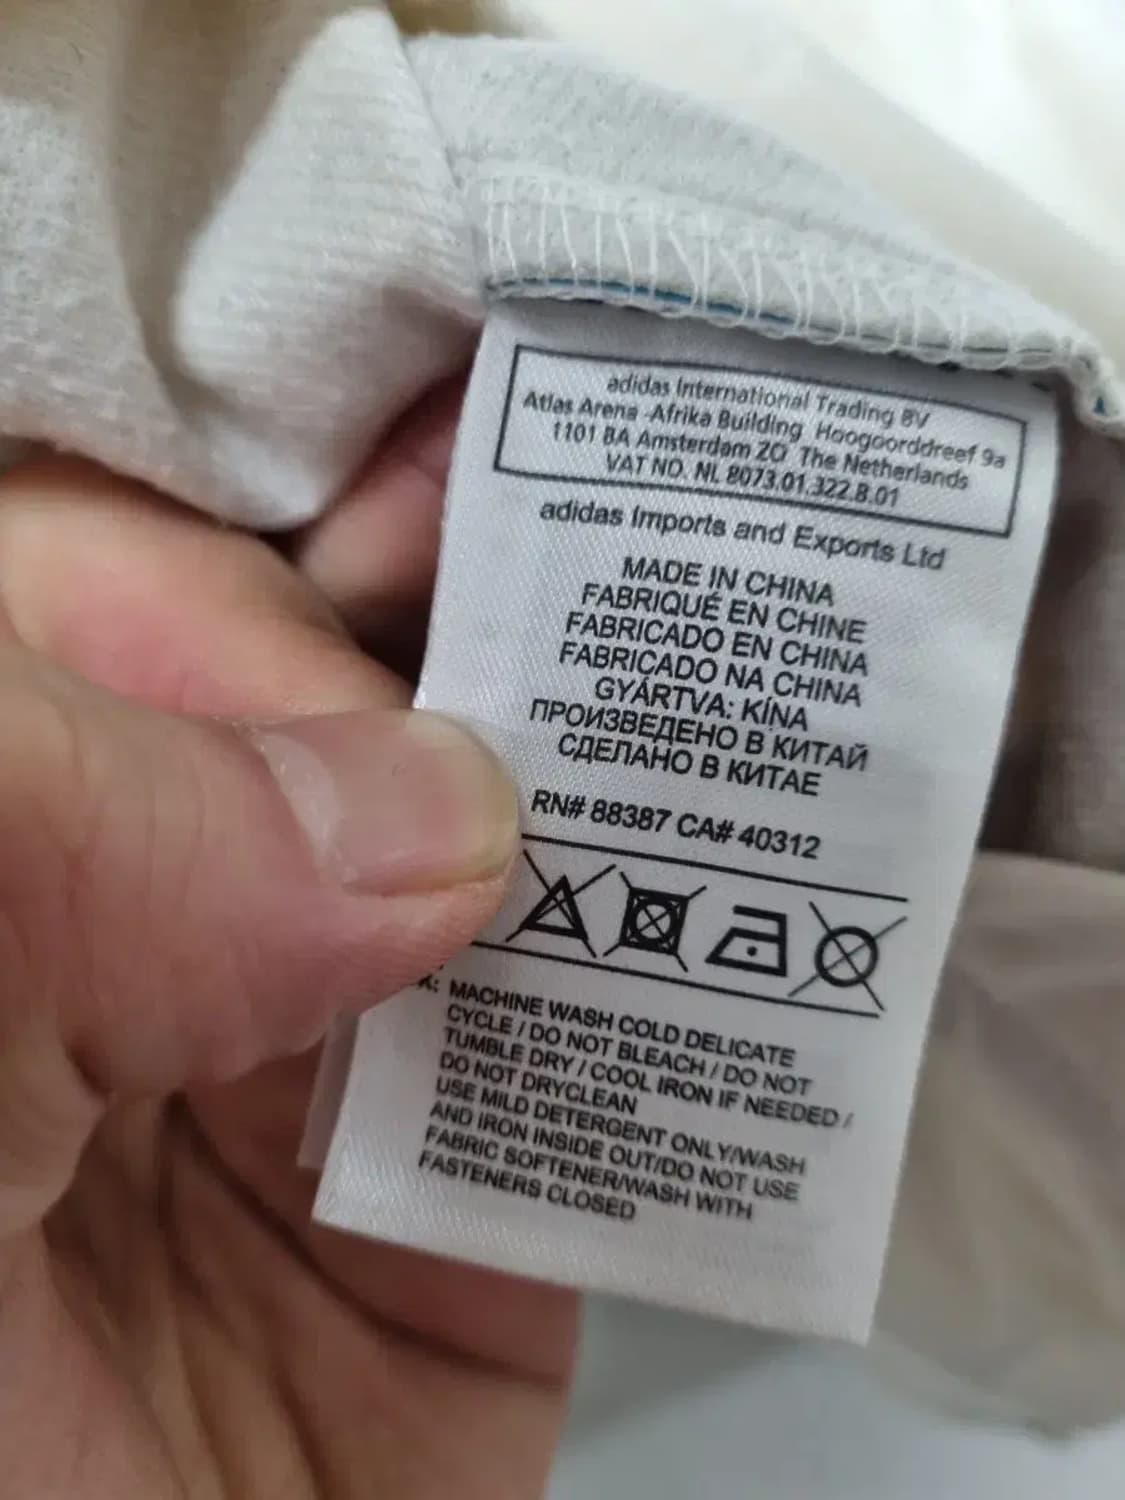 adidas International Trading BV
Atlas Arena -Afrika Building Hoogoorddreef 9a
1101 BA Amsterdam ZO The Netherlands
VAT NO. NL 8073.01.322.B.01
adidas Imports and Exports Ltd
MADE IN CHINA
FABRIQUÉ EN CHINE
FABRICADO EN CHINA
FABRICADO NA CHINA
GYÁRTVA: KÍNA
ПРОИЗВЕДЕНО В КИТАЙ
СДЕЛАНО В КИТАЕ
RN# 88387 CA# 40312
MACHINE WASH COLD DELICATE
CYCLE / DO NOT BLEACH / DO NOT
TUMBLE DRY / COOL IRON IF NEEDED /
DO NOT DRYCLEAN
USE MILD DETERGENT ONLY/WASH
AND IRON INSIDE OUT/DO NOT USE
FABRIC SOFTENER/WASH WITH
FASTENERS CLOSED